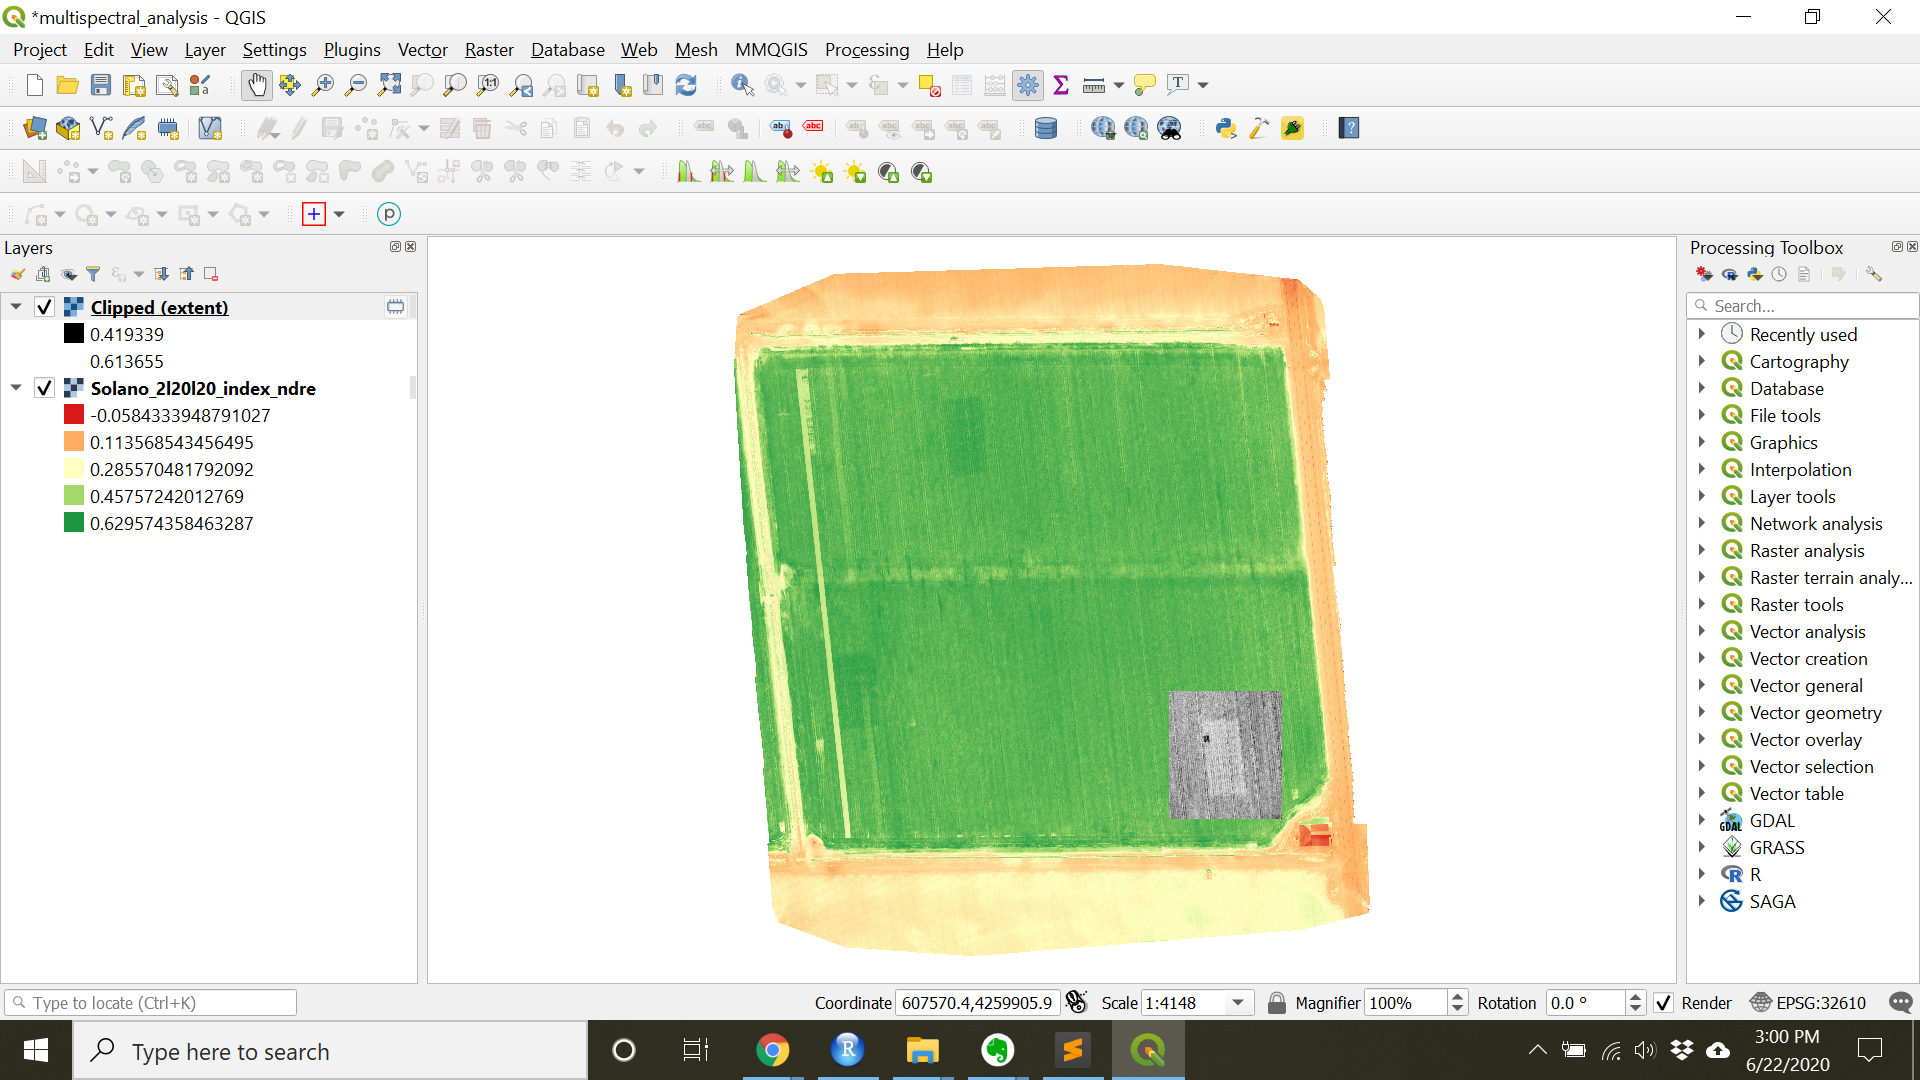 *multispectral_analysis - QGIS
Project Edit View Layer Settings Plugins Vector Raster Database Web Mesh MMQGIS Processing Help
Layers
Clipped (extent)
0.419339
0.613655
Solano_2l20l20_index_ndre
-0.0584333948791027
0.113568543456495
0.285570481792092
0.45757242012769
0.629574358463287
Processing Toolbox
Search...
Recently used
Cartography
Database
File tools
Graphics
Interpolation
Layer tools
Network analysis
Raster analysis
Raster terrain analy...
Raster tools
Vector analysis
Vector creation
Vector general
Vector geometry
Vector overlay
Vector selection
Vector table
GDAL
GRASS
R
SAGA
Type to locate (Ctrl+K) Coordinate 607570.4,4259905.9 Scale 1:4148 Magnifier 100% Rotation 0.0 ° Render EPSG:32610
Type here to search
3:00 PM
6/22/2020